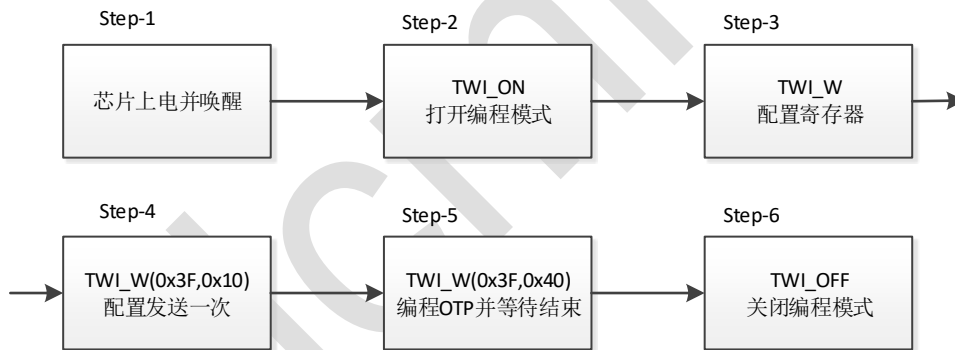 Step-1
Step-2
Step-3
芯片上电并唤醒
TWI_ON
打开编程模式
TWI_W
配置寄存器
Step-4
Step-5
Step-6
TWI_W(0x3F,0x10)
配置发送一次
TWI_W(0x3F,0x40)
编程OTP并等待结束
TWI_OFF
关闭编程模式